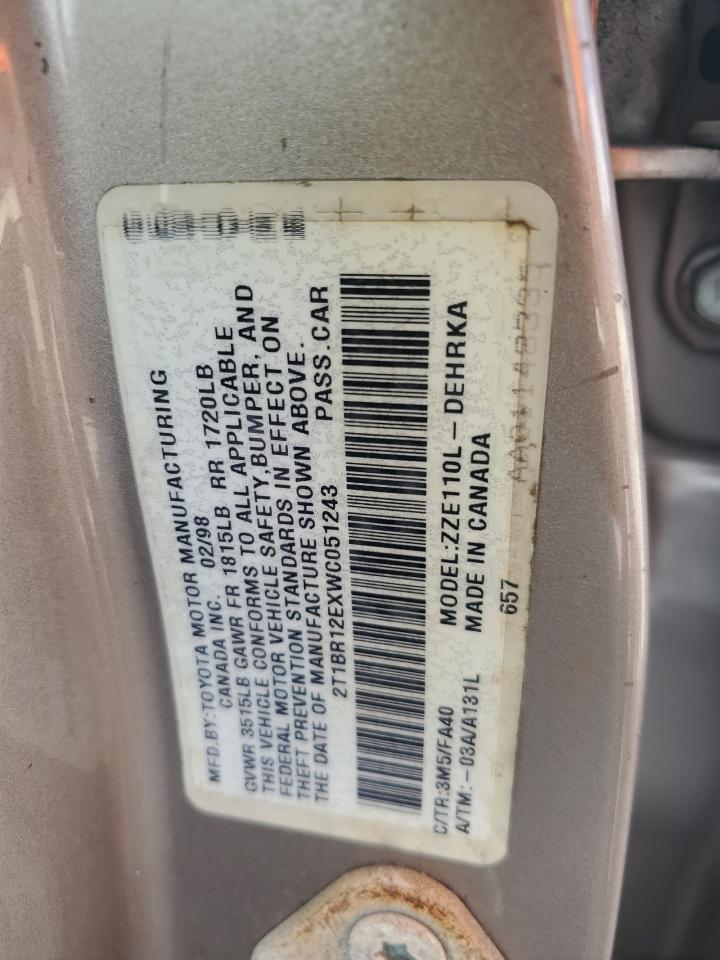 MFD.BY:TOYOTA MOTOR MANUFACTURING
CANADA INC. 02/98
GVWR 3515LB GAWR FR 1815LB RR 1720LB
THIS VEHICLE CONFORMS TO ALL APPLICABLE
FEDERAL MOTOR VEHICLE SAFETY,BUMPER, AND
THEFT PREVENTION STANDARDS IN EFFECT ON
THE DATE OF MANUFACTURE SHOWN ABOVE.
2T1BR12EXWC051243 PASS.CAR
C/TR:3M5/FA40 MODEL:ZZE110L-DEHRKA
A/TM:-03A/A131L MADE IN CANADA
657